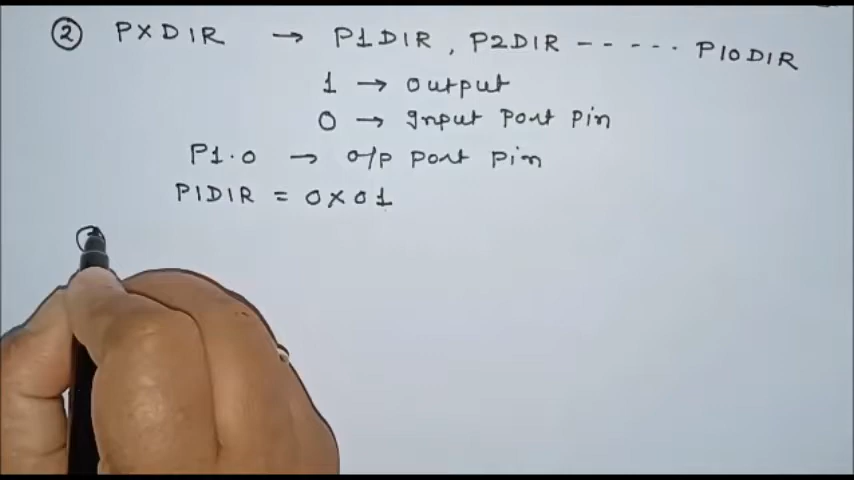 ② PXDIR → P1DIR, P2DIR ------ P10DIR
1 → output
0 → Input port pin
P1.0 → o/p port pin
P1DIR = 0X01